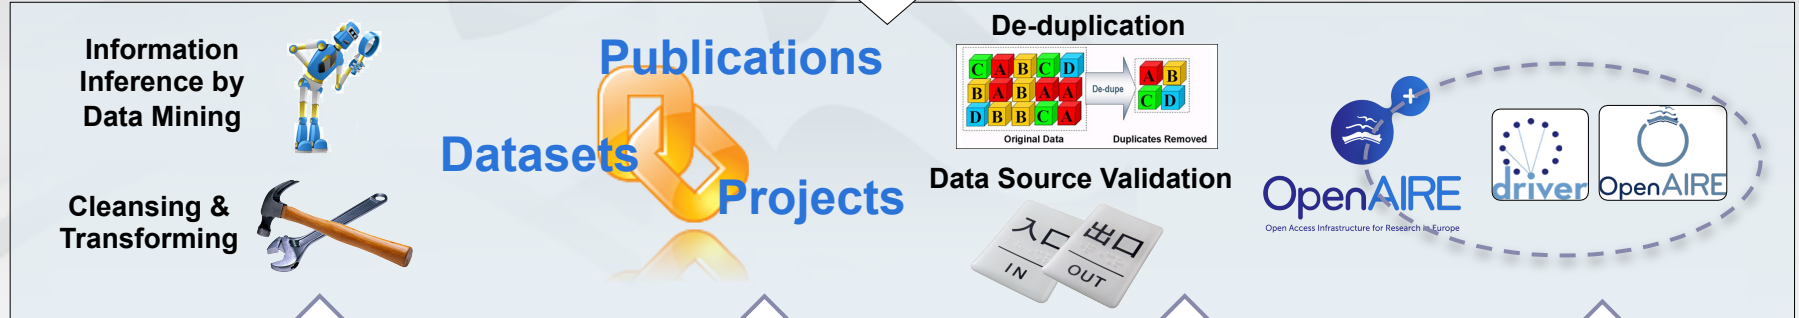 Information
Inference by
Data Mining
Cleansing &
Transforming
Publications
Datasets
Projects
De-duplication
C A B C D
B A B A A
D B B C A
De-dupe
A B
C D
Original Data
Duplicates Removed
Data Source Validation
入口
IN
出口
OUT
+
OpenAIRE
Open Access Infrastructure for Research in Europe
driver
OpenAIRE